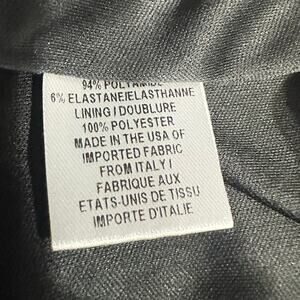 94% POLYAMIDE
6% ELASTANE/ELASTHANNE
LINING / DOUBLURE
100% POLYESTER
MADE IN THE USA OF
IMPORTED FABRIC
FROM ITALY /
FABRIQUE AUX
ETATS-UNIS DE TISSU
IMPORTE D'ITALIE